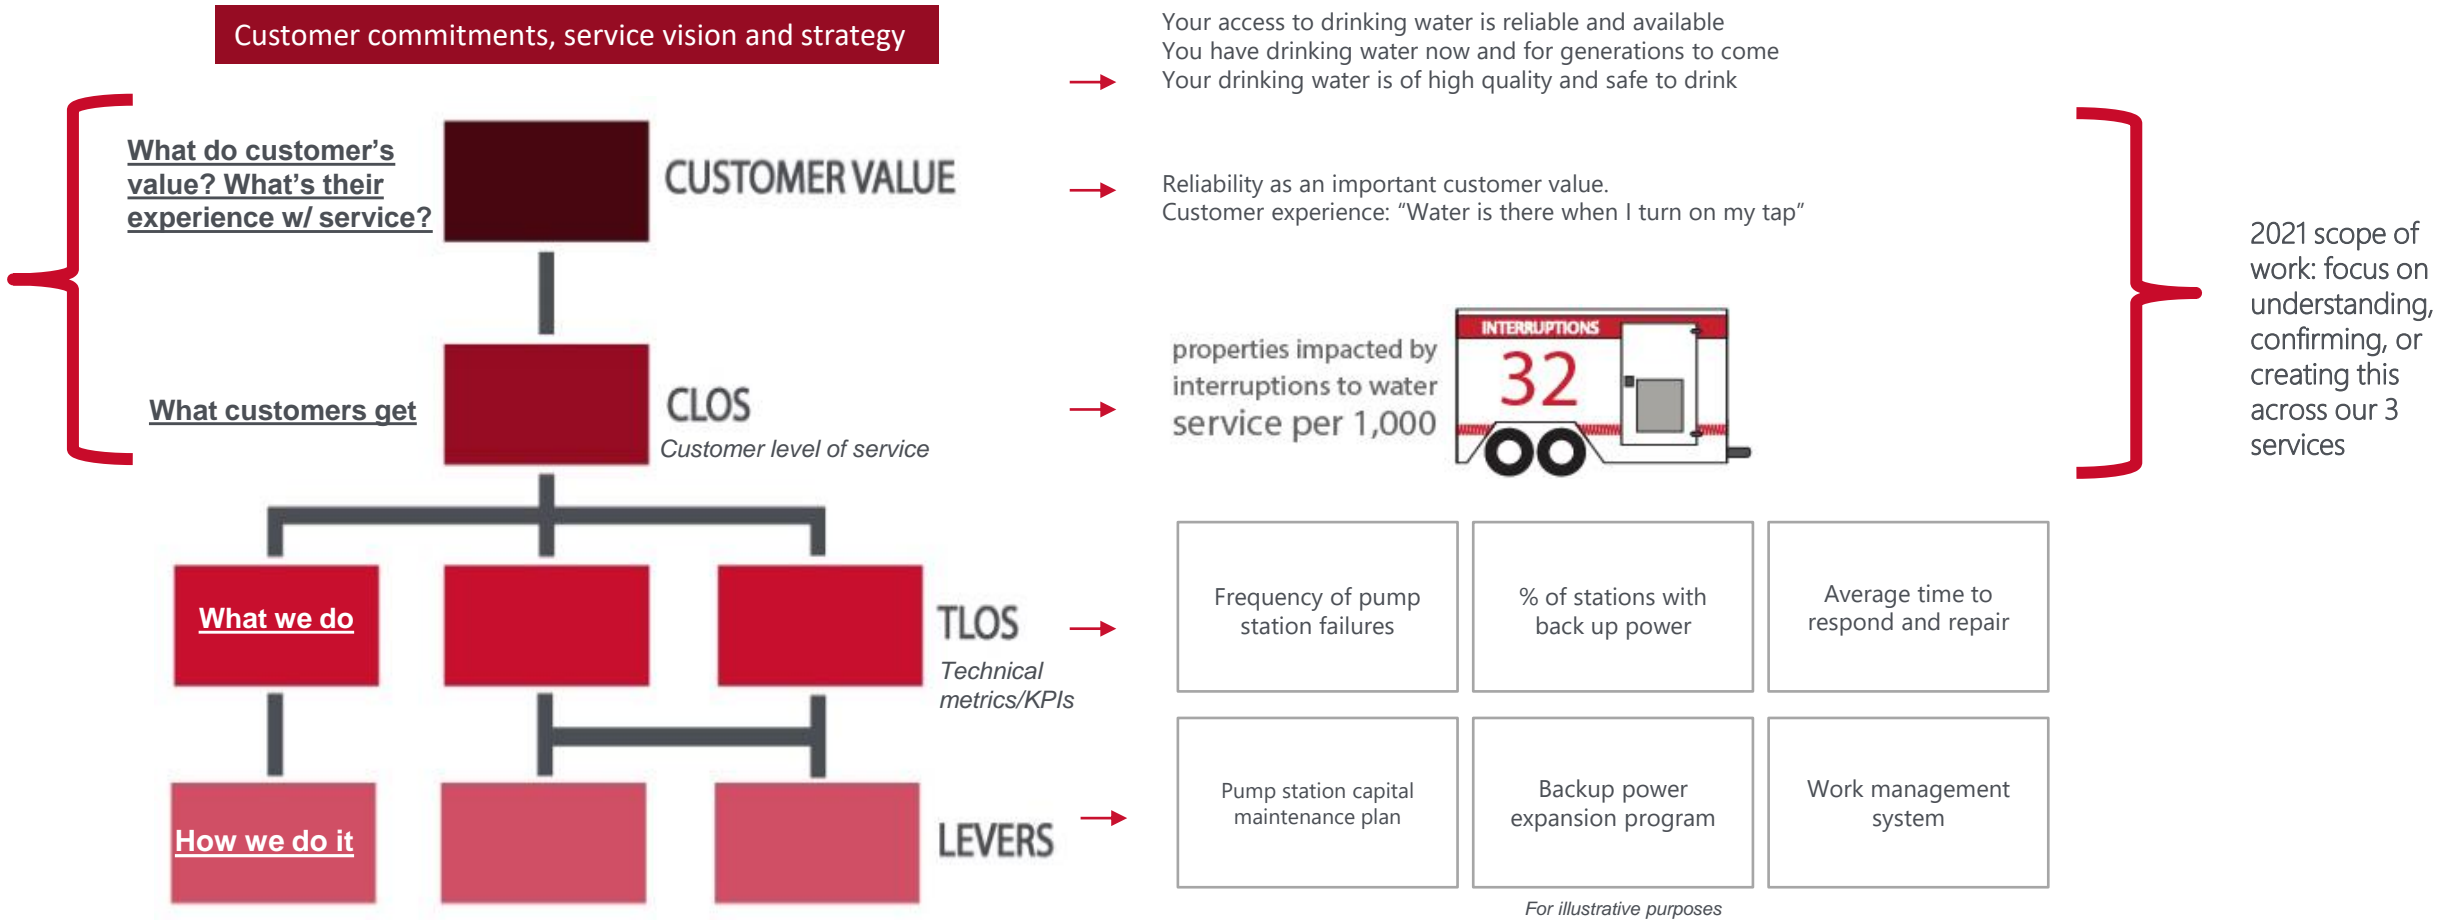 Customer commitments, service vision and strategy
Your access to drinking water is reliable and available
You have drinking water now and for generations to come
Your drinking water is of high quality and safe to drink
What do customer’s
value? What’s their
experience w/ service?
CUSTOMER VALUE
Reliability as an important customer value.
Customer experience: “Water is there when I turn on my tap”
What customers get
CLOS
Customer level of service
properties impacted by
interruptions to water
service per 1,000
INTERRUPTIONS
32
2021 scope of
work: focus on
understanding,
confirming, or
creating this
across our 3
services
What we do
TLOS
Technical
metrics/KPIs
Frequency of pump
station failures
% of stations with
back up power
Average time to
respond and repair
How we do it
LEVERS
Pump station capital
maintenance plan
Backup power
expansion program
Work management
system
For illustrative purposes